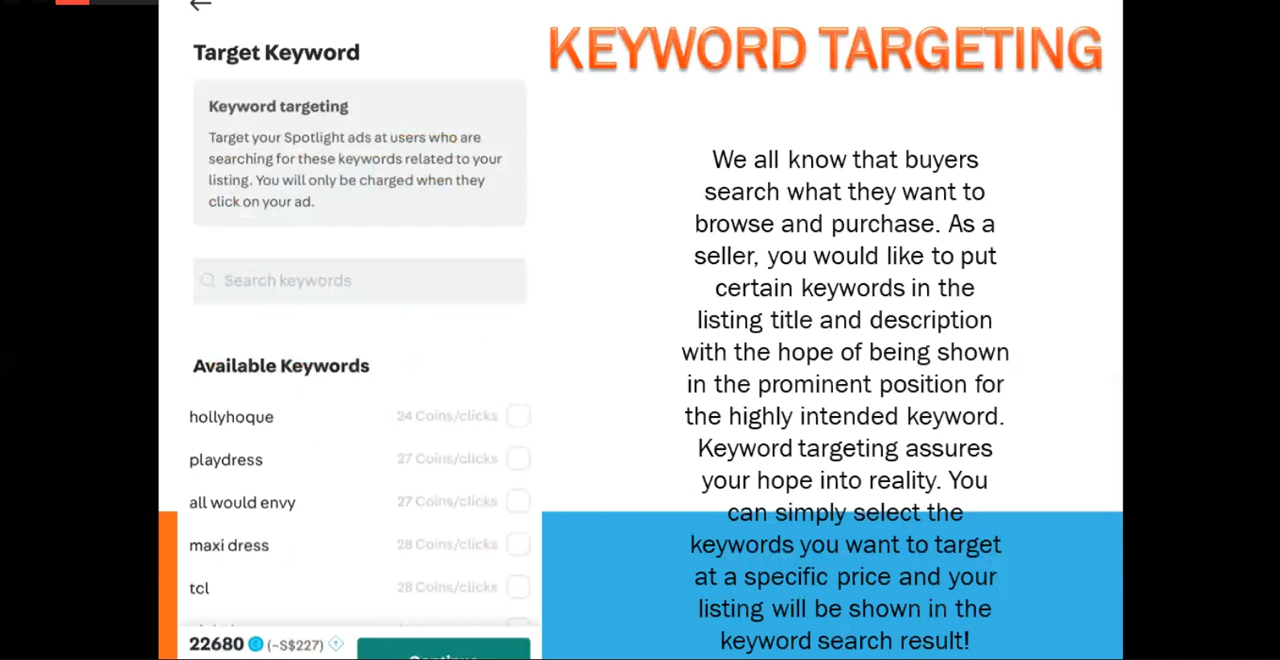 Target Keyword
Keyword targeting
Target your Spotlight ads at users who are
searching for these keywords related to your
listing. You will only be charged when they
click on your ad.
Search keywords
Available Keywords
hollyhoque 24 Coins/clicks
playdress 27 Coins/clicks
all would envy 27 Coins/clicks
maxi dress 28 Coins/clicks
tcl 28 Coins/clicks
22680 (~S$227)
KEYWORD TARGETING
We all know that buyers
search what they want to
browse and purchase. As a
seller, you would like to put
certain keywords in the
listing title and description
with the hope of being shown
in the prominent position for
the highly intended keyword.
Keyword targeting assures
your hope into reality. You
can simply select the
keywords you want to target
at a specific price and your
listing will be shown in the
keyword search result!